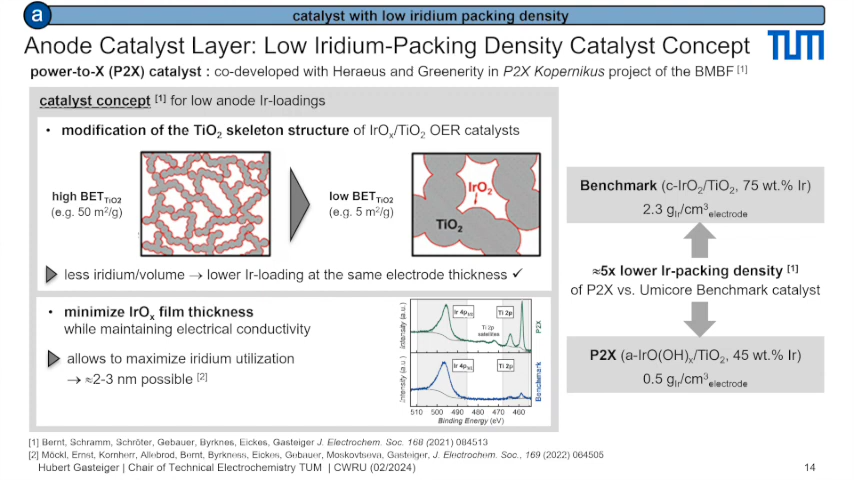 a
catalyst with low iridium packing density
Anode Catalyst Layer: Low Iridium-Packing Density Catalyst Concept
TUM
power-to-X (P2X) catalyst : co-developed with Heraeus and Greenerity in P2X Kopernikus project of the BMBF [1]
catalyst concept [1] for low anode Ir-loadings
• modification of the TiO2 skeleton structure of IrOx/TiO2 OER catalysts
high BETTiO2
(e.g. 50 m2/g)
low BETTiO2
(e.g. 5 m2/g)
IrO2
TiO2
less iridium/volume → lower Ir-loading at the same electrode thickness ✓
• minimize IrOx film thickness
while maintaining electrical conductivity
allows to maximize iridium utilization
→ ≈2-3 nm possible [2]
Intensity (a.u.)
Ir 4p1/2
Ti 2p
satellites
Ti 2p
P2X
Intensity (a.u.)
Ir 4p1/2
Ti 2p
Benchmark
510 500 490 480 470 460
Binding Energy (eV)
Benchmark (c-IrO2/TiO2, 75 wt.% Ir)
2.3 gIr/cm3electrode
≈5x lower Ir-packing density [1]
of P2X vs. Umicore Benchmark catalyst
P2X (a-IrO(OH)x/TiO2, 45 wt.% Ir)
0.5 gIr/cm3electrode
[1] Bernt, Schramm, Schröter, Gebauer, Byrknes, Eickes, Gasteiger J. Electrochem. Soc. 168 (2021) 084513
[2] Möckl, Ernst, Kornherr, Allebrod, Bernt, Byrkness, Eickes, Gebauer, Moskovtseva, Gasteiger, J. Electrochem. Soc., 169 (2022) 064505
Hubert Gasteiger | Chair of Technical Electrochemistry TUM | CWRU (02/2024)
14